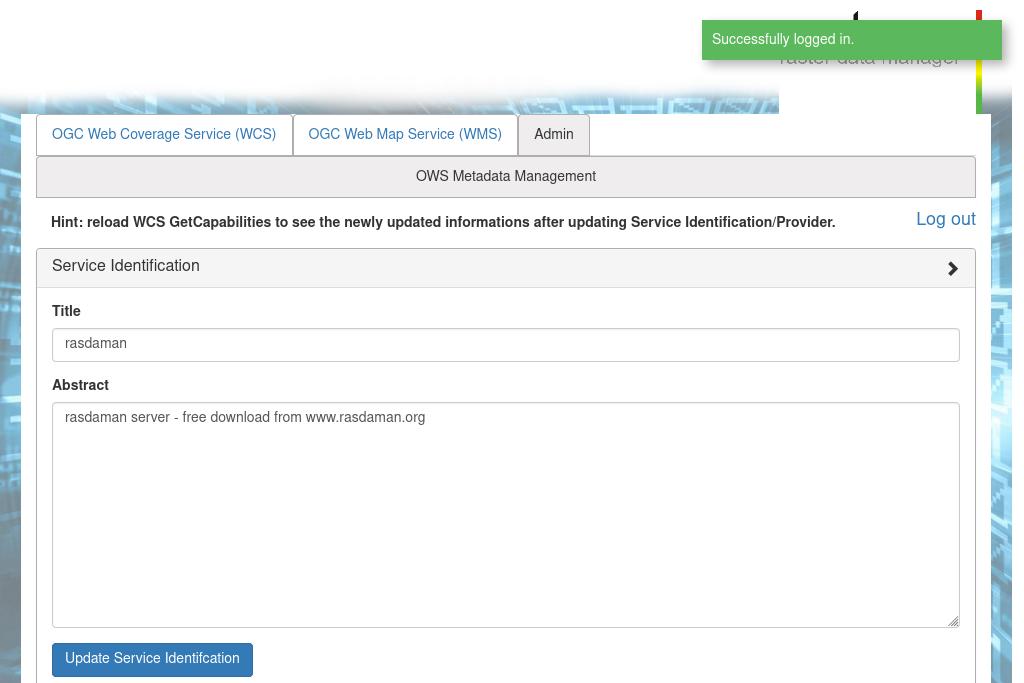 Successfully logged in.
raster data manager
OGC Web Coverage Service (WCS)
OGC Web Map Service (WMS)
Admin
OWS Metadata Management
Hint: reload WCS GetCapabilities to see the newly updated informations after updating Service Identification/Provider.
Log out
Service Identification
Title
rasdaman
Abstract
rasdaman server - free download from www.rasdaman.org
Update Service Identifcation